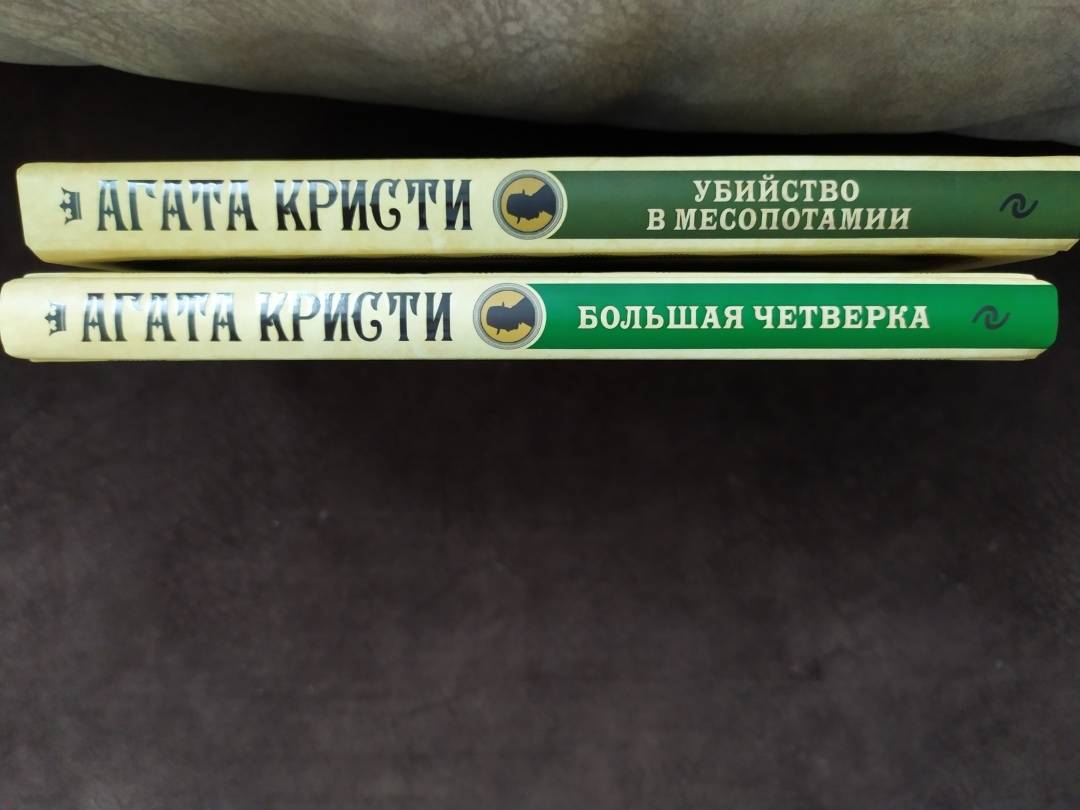 АГАТА КРИСТИ
УБИЙСТВО
В МЕСОПОТАМИИ
АГАТА КРИСТИ
БОЛЬШАЯ ЧЕТВЕРКА